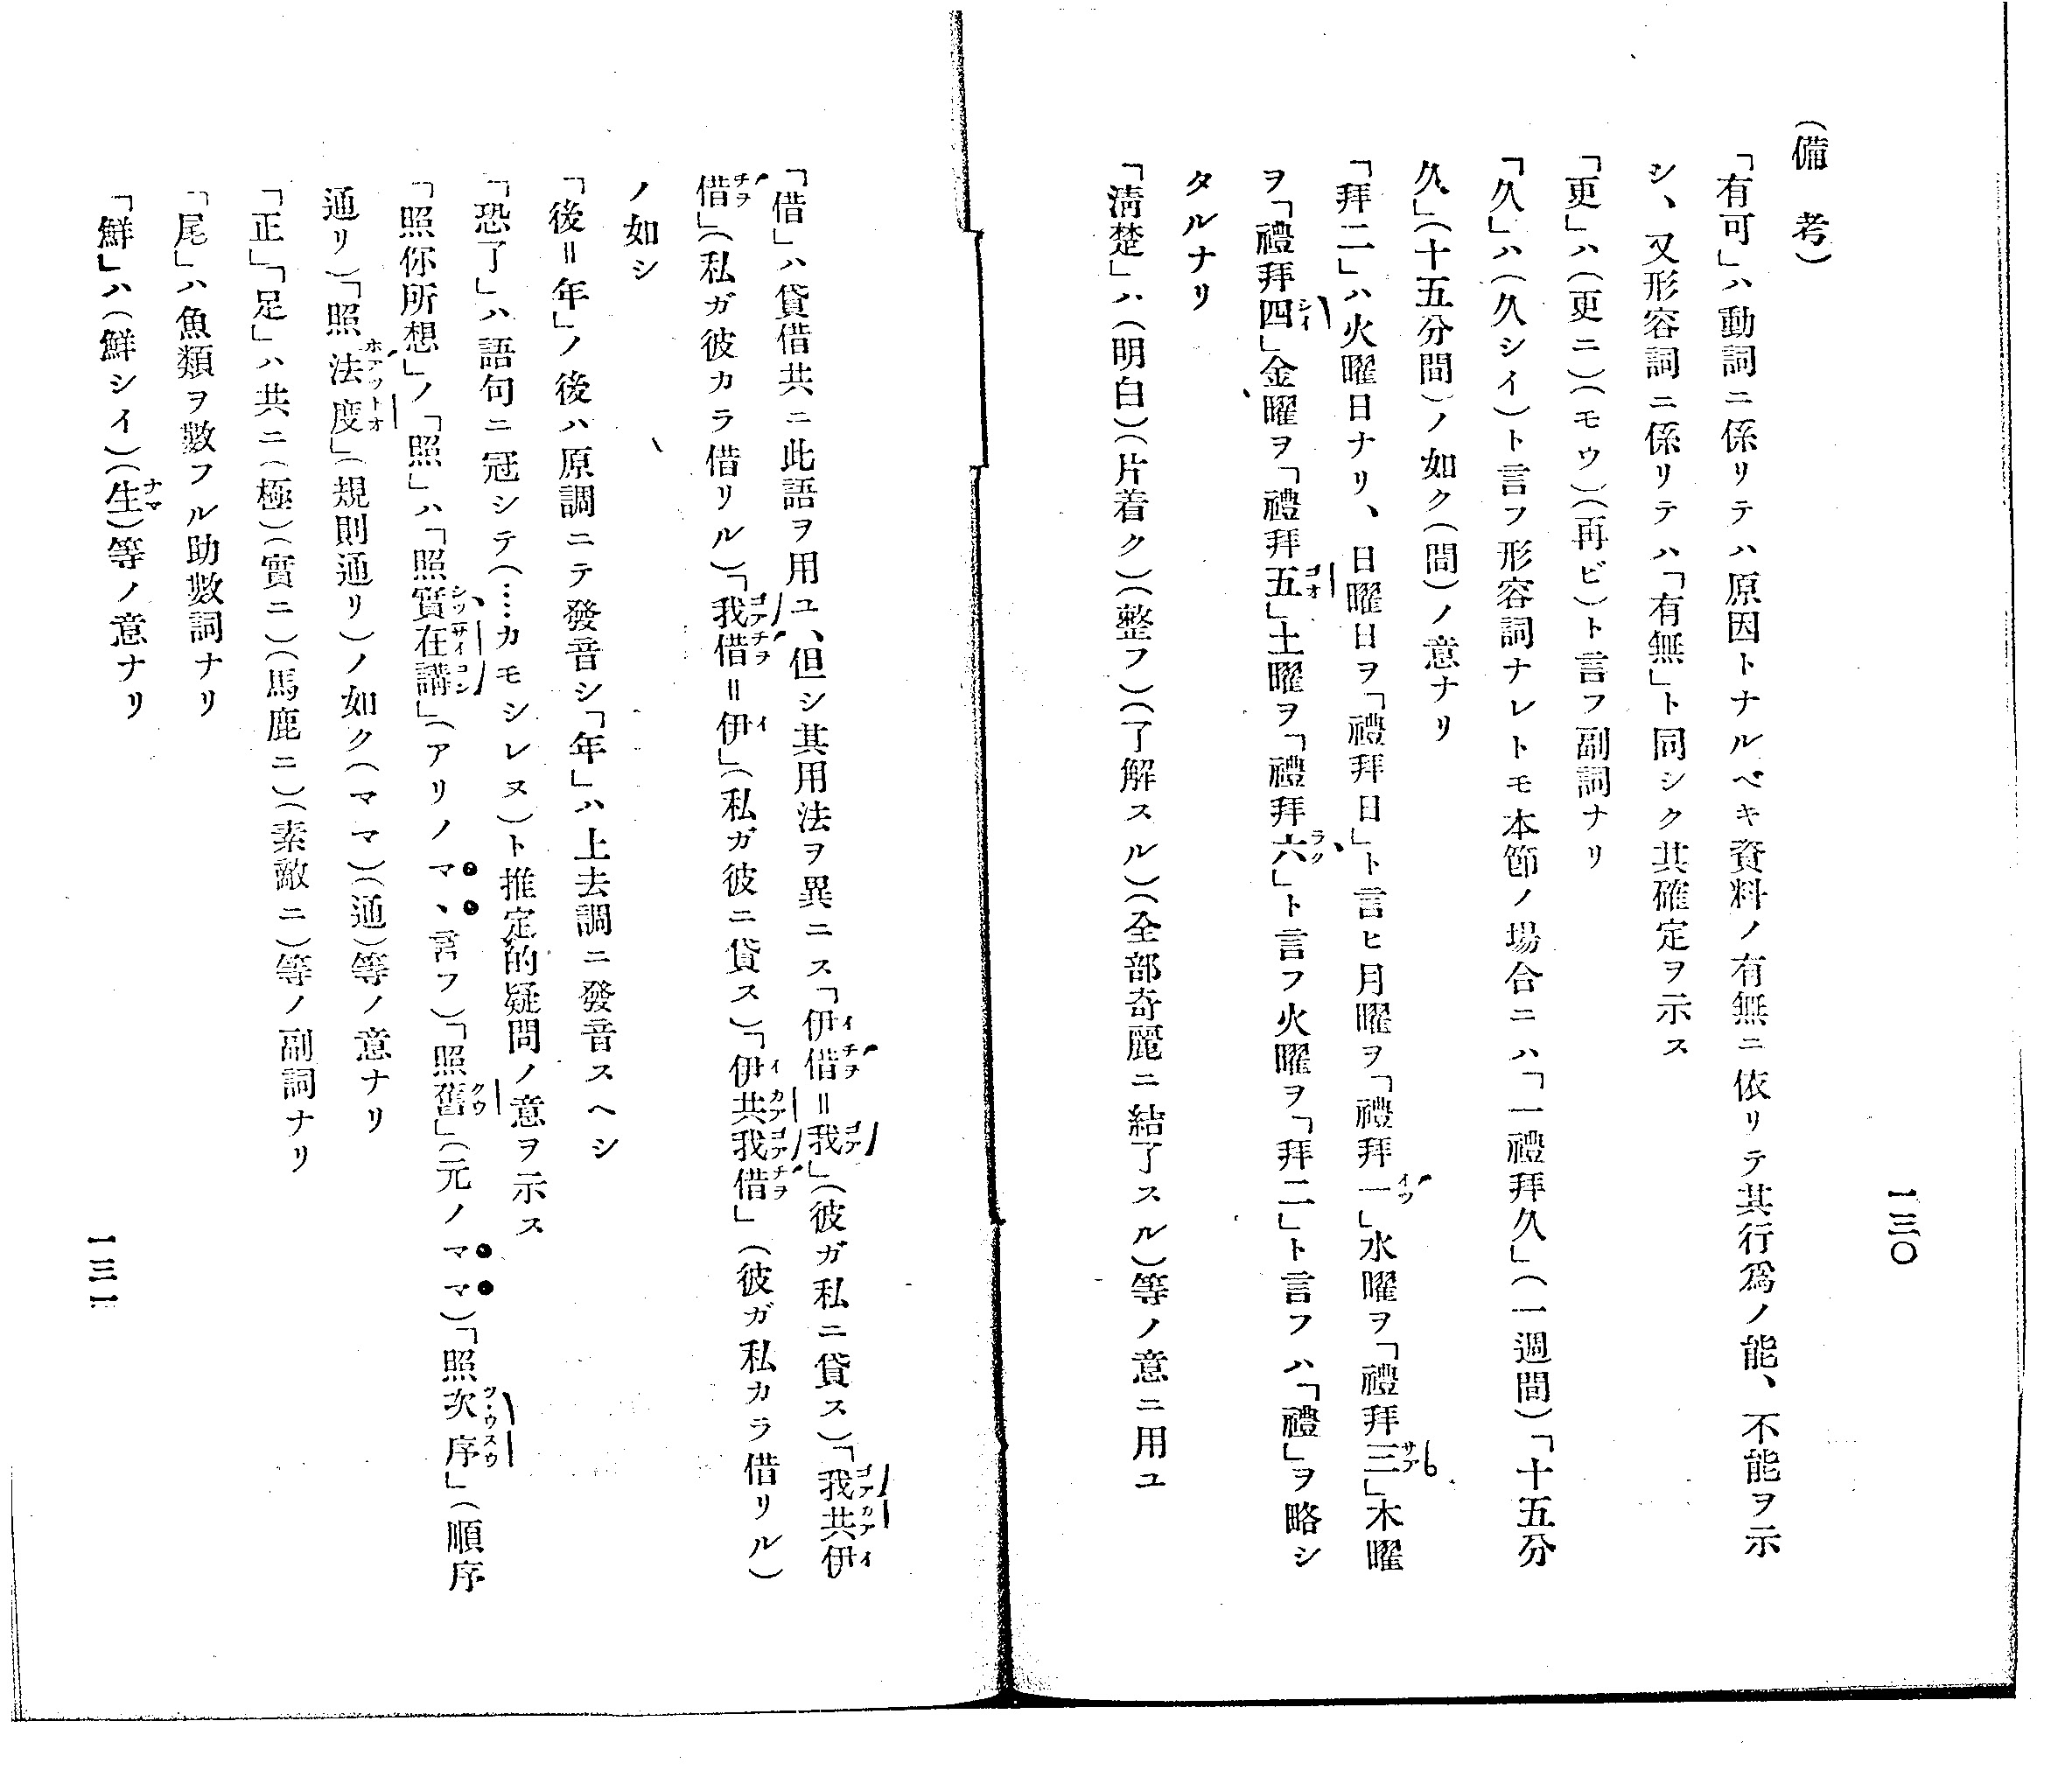 一三〇
(備考)
「有可」ハ動詞ニ係リテハ原因トナルベキ資料ノ有無ニ依リテ其行爲ノ能、不能ヲ示
シ、又形容詞ニ係リテハ「有無」ト同シク其確定ヲ示ス
「更」ハ(更ニ)(モウ)(再ビ)ト言フ副詞ナリ
「久」ハ(久シイ)ト言フ形容詞ナレトモ本節ノ場合ニハ「一禮拜久」(一週間)「十五分
久」(十五分間)ノ如ク(間)ノ意ナリ
「拜二」ハ火曜日ナリ、日曜日ヲ「禮拜日」ト言ヒ月曜ヲ「禮拜一」水曜ヲ「禮拜三」木曜
ヲ「禮拜四」金曜ヲ「禮拜五」土曜ヲ「禮拜六」ト言フ火曜ヲ「拜二」ト言フハ「禮」ヲ略シ
タルナリ
「淸楚」ハ(明白)(片着ク)(整フ)(了解スル)(全部奇麗ニ結了スル)等ノ意ニ用ユ
「借」ハ貸借共ニ此語ヲ用ユ、但シ其用法ヲ異ニス「伊借=我」(彼ガ私ニ貸ス)「我共伊
借」(私ガ彼カラ借リル)「我借=伊」(私ガ彼ニ貸ス)「伊共我借」(彼ガ私カラ借リル)
ノ如シ
「後=年」ノ後ハ原調ニテ發音シ「年」ハ上去調ニ發音スヘシ
「恐了」ハ語句ニ冠シテ(……カモシレヌ)ト推定的疑問ノ意ヲ示ス
「照你所想」ノ「照」ハ「照實在講」(アリノマヽ言フ)「照舊」(元ノママ)「照次序」(順序
通リ)「照法度」(規則通リ)ノ如ク(ママ)(通)等ノ意ナリ
「正」「足」ハ共ニ(極)(實ニ)(馬鹿ニ)(素敵ニ)等ノ副詞ナリ
「尾」ハ魚類ヲ數フル助數詞ナリ
「鮮」ハ(鮮シイ)(生)等ノ意ナリ
一三一